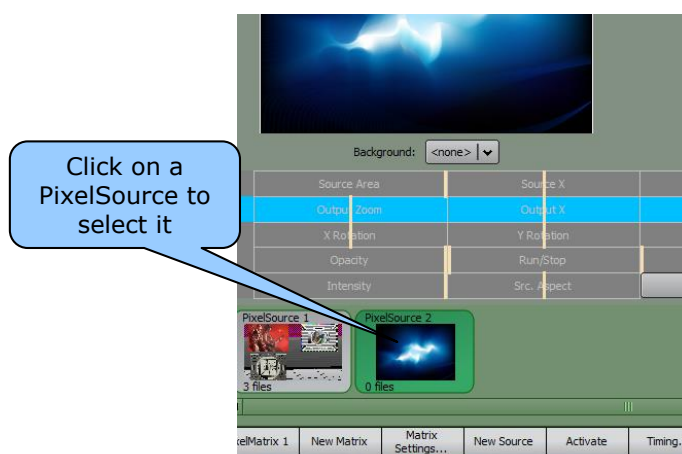 Background: <none>
Click on a
PixelSource to
select it
Source Area Source X
Output Zoom Output X
X Rotation Y Rotation
Opacity Run/Stop
Intensity Src. Aspect
PixelSource 1 PixelSource 2
3 files 0 files
xelMatrix 1 New Matrix Matrix Settings... New Source Activate Timing.